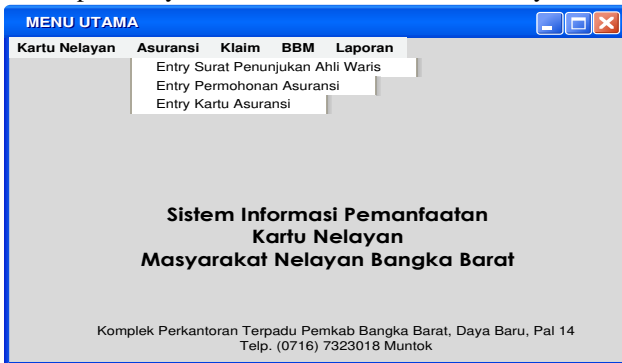 MENU UTAMA
Kartu Nelayan Asuransi Klaim BBM Laporan
Entry Surat Penunjukan Ahli Waris
Entry Permohonan Asuransi
Entry Kartu Asuransi
Sistem Informasi Pemanfaatan
Kartu Nelayan
Masyarakat Nelayan Bangka Barat
Komplek Perkantoran Terpadu Pemkab Bangka Barat, Daya Baru, Pal 14
Telp. (0716) 7323018 Muntok